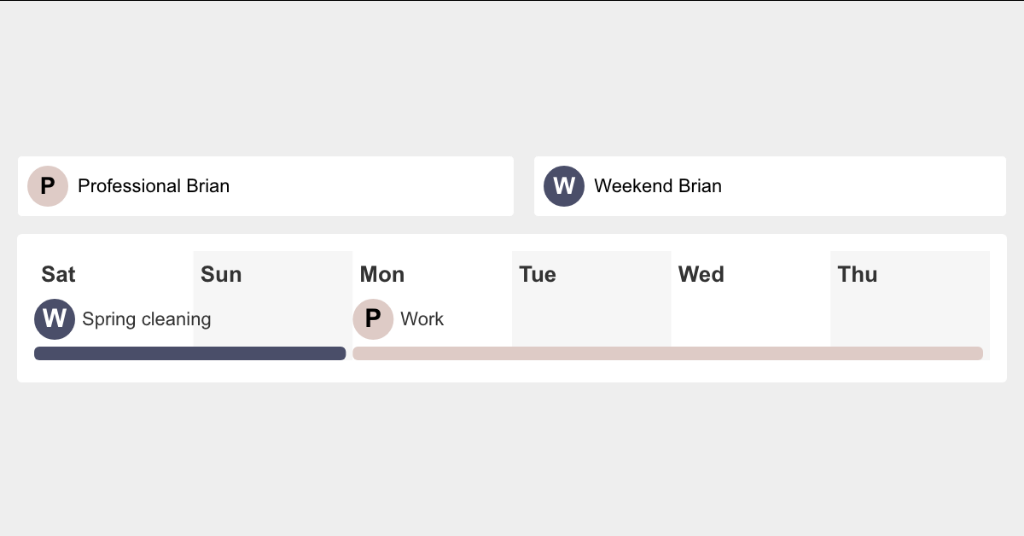 P Professional Brian
W Weekend Brian
Sat Sun Mon Tue Wed Thu
W Spring cleaning P Work